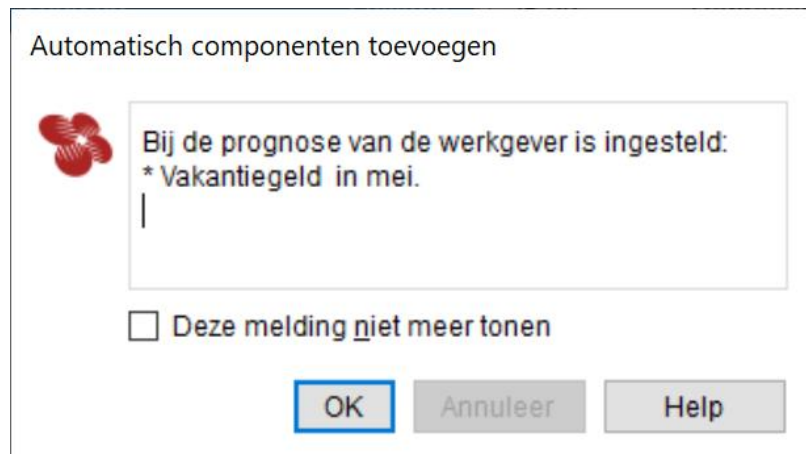 Automatisch componenten toevoegen
Bij de prognose van de werkgever is ingesteld:
* Vakantiegeld in mei.
Deze melding niet meer tonen
OK Annuleer Help